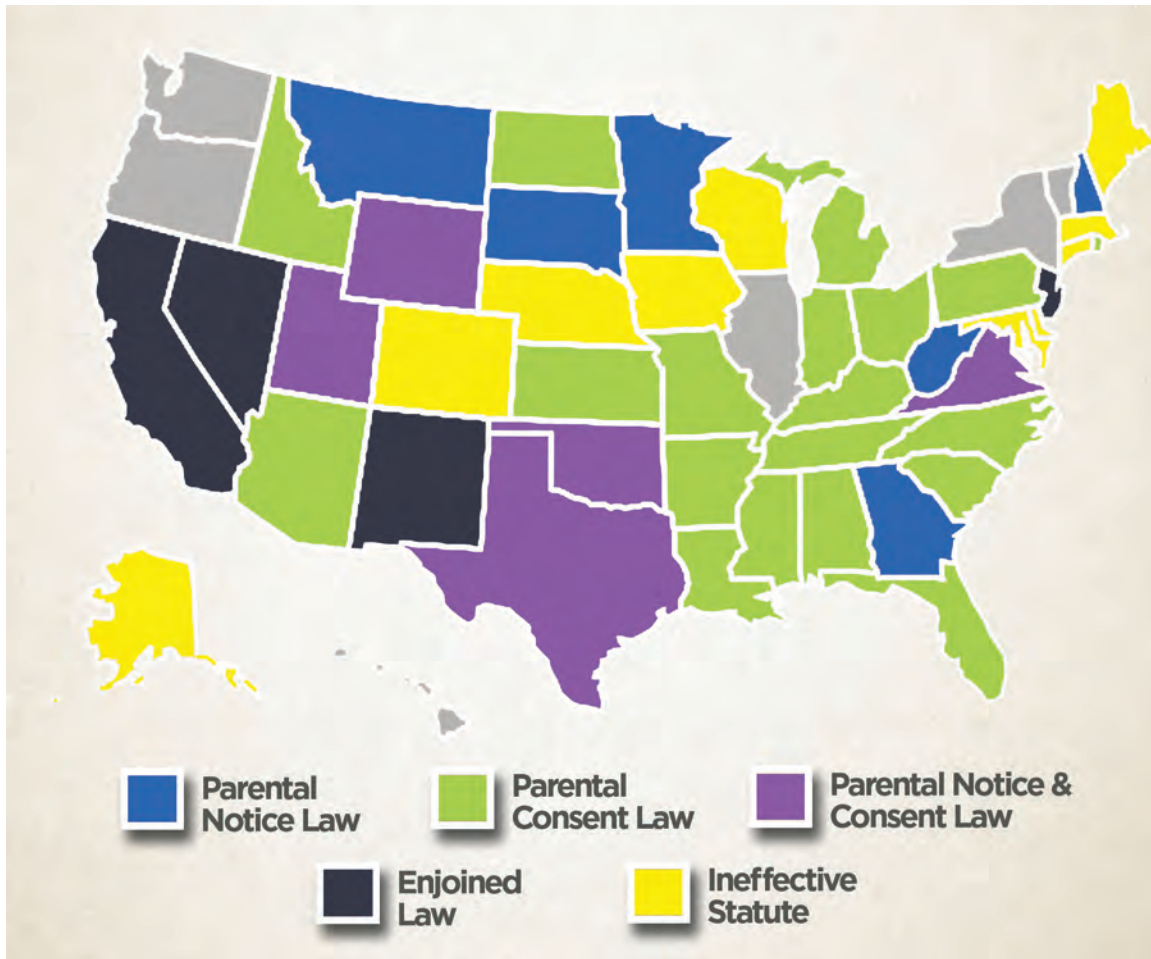 Parental
Notice Law
Parental
Consent Law
Parental Notice &
Consent Law
Enjoined
Law
Ineffective
Statute